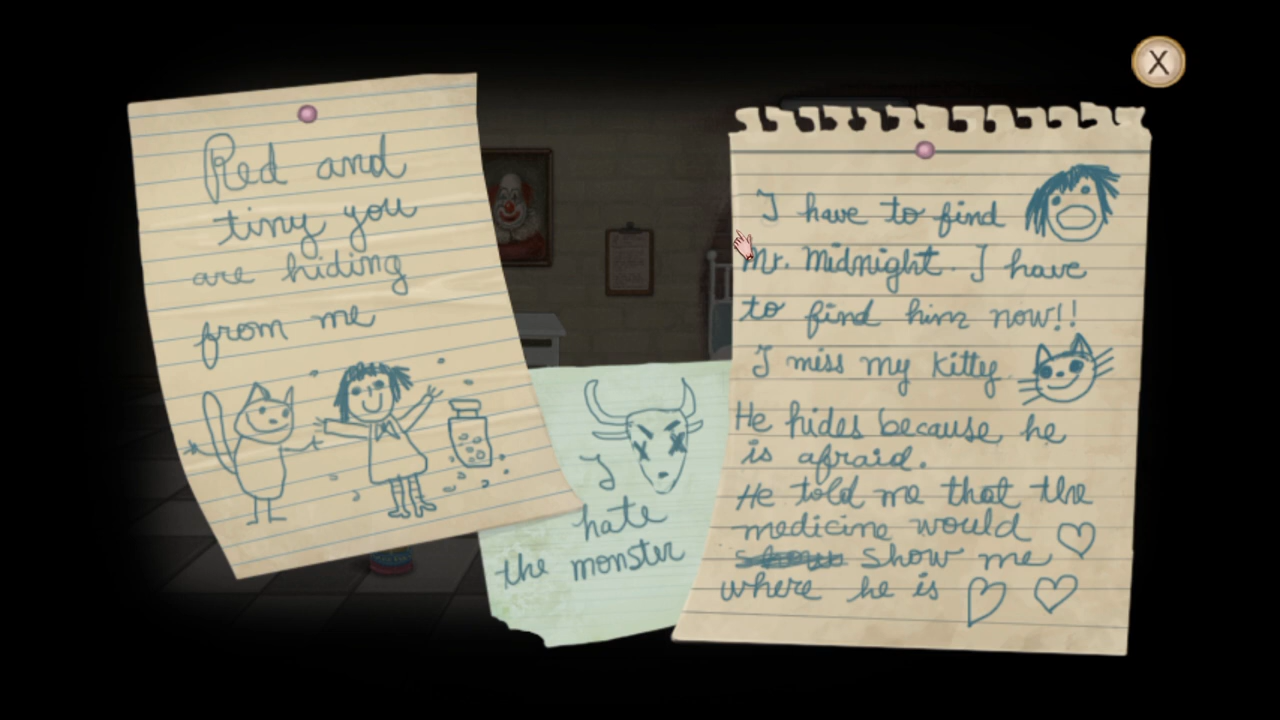 Red and
tiny you
are hiding
from me
I
hate
the monster
I have to find
Mr. Midnight. I have
to find him now!!
I miss my kitty
He hides because he
is afraid.
He told me that the
medicine would
show me
where he is
X